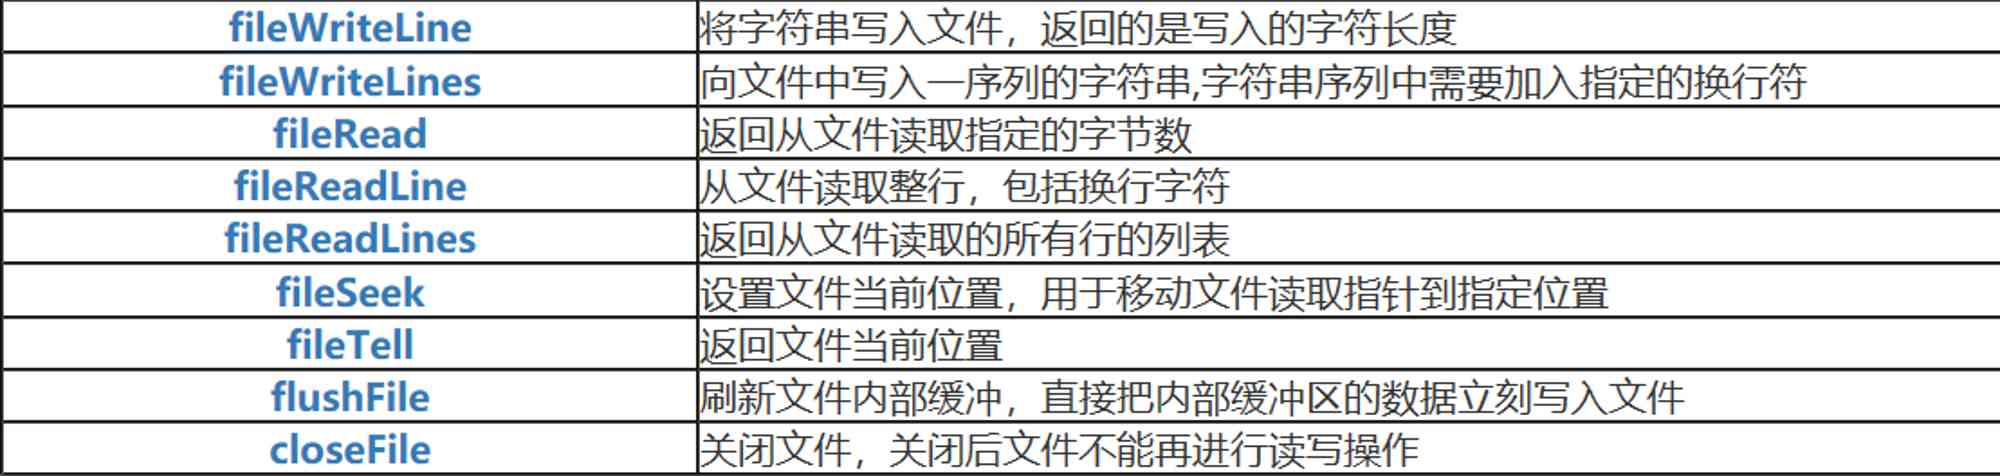 fileWriteLine 将字符串写入文件，返回的是写入的字符长度
fileWriteLines 向文件中写入一序列的字符串,字符串序列中需要加入指定的换行符
fileRead 返回从文件读取指定的字节数
fileReadLine 从文件读取整行，包括换行字符
fileReadLines 返回从文件读取的所有行的列表
fileSeek 设置文件当前位置，用于移动文件读取指针到指定位置
fileTell 返回文件当前位置
flushFile 刷新文件内部缓冲，直接把内部缓冲区的数据立刻写入文件
closeFile 关闭文件，关闭后文件不能再进行读写操作